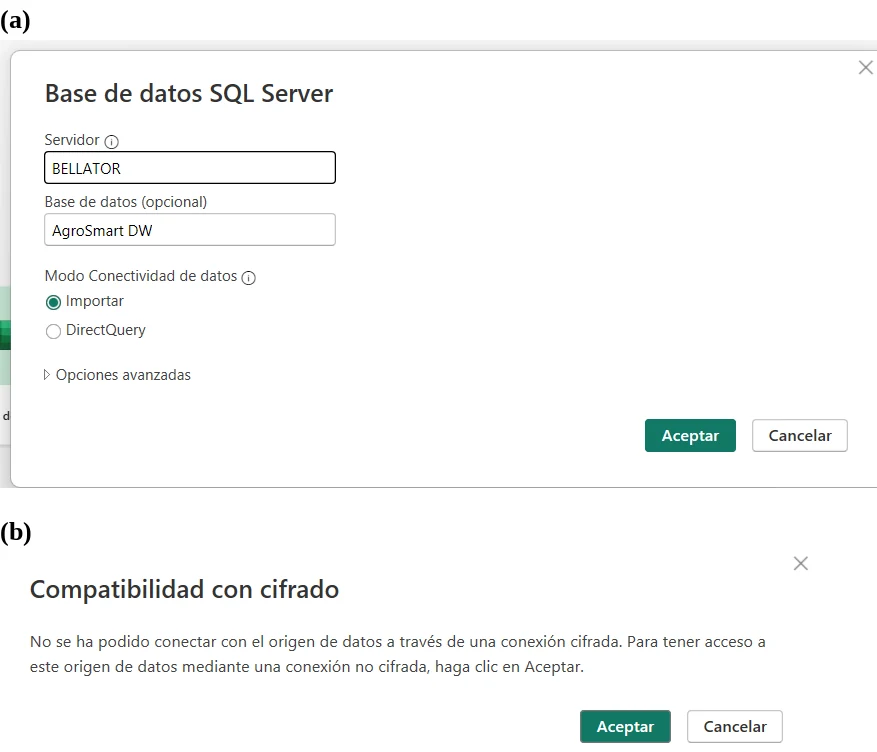 (a)
Base de datos SQL Server
Servidor
BELLATOR
Base de datos (opcional)
AgroSmart DW
Modo Conectividad de datos
Importar
DirectQuery
Opciones avanzadas
d
Aceptar Cancelar
(b)
Compatibilidad con cifrado
No se ha podido conectar con el origen de datos a través de una conexión cifrada. Para tener acceso a
este origen de datos mediante una conexión no cifrada, haga clic en Aceptar.
Aceptar Cancelar